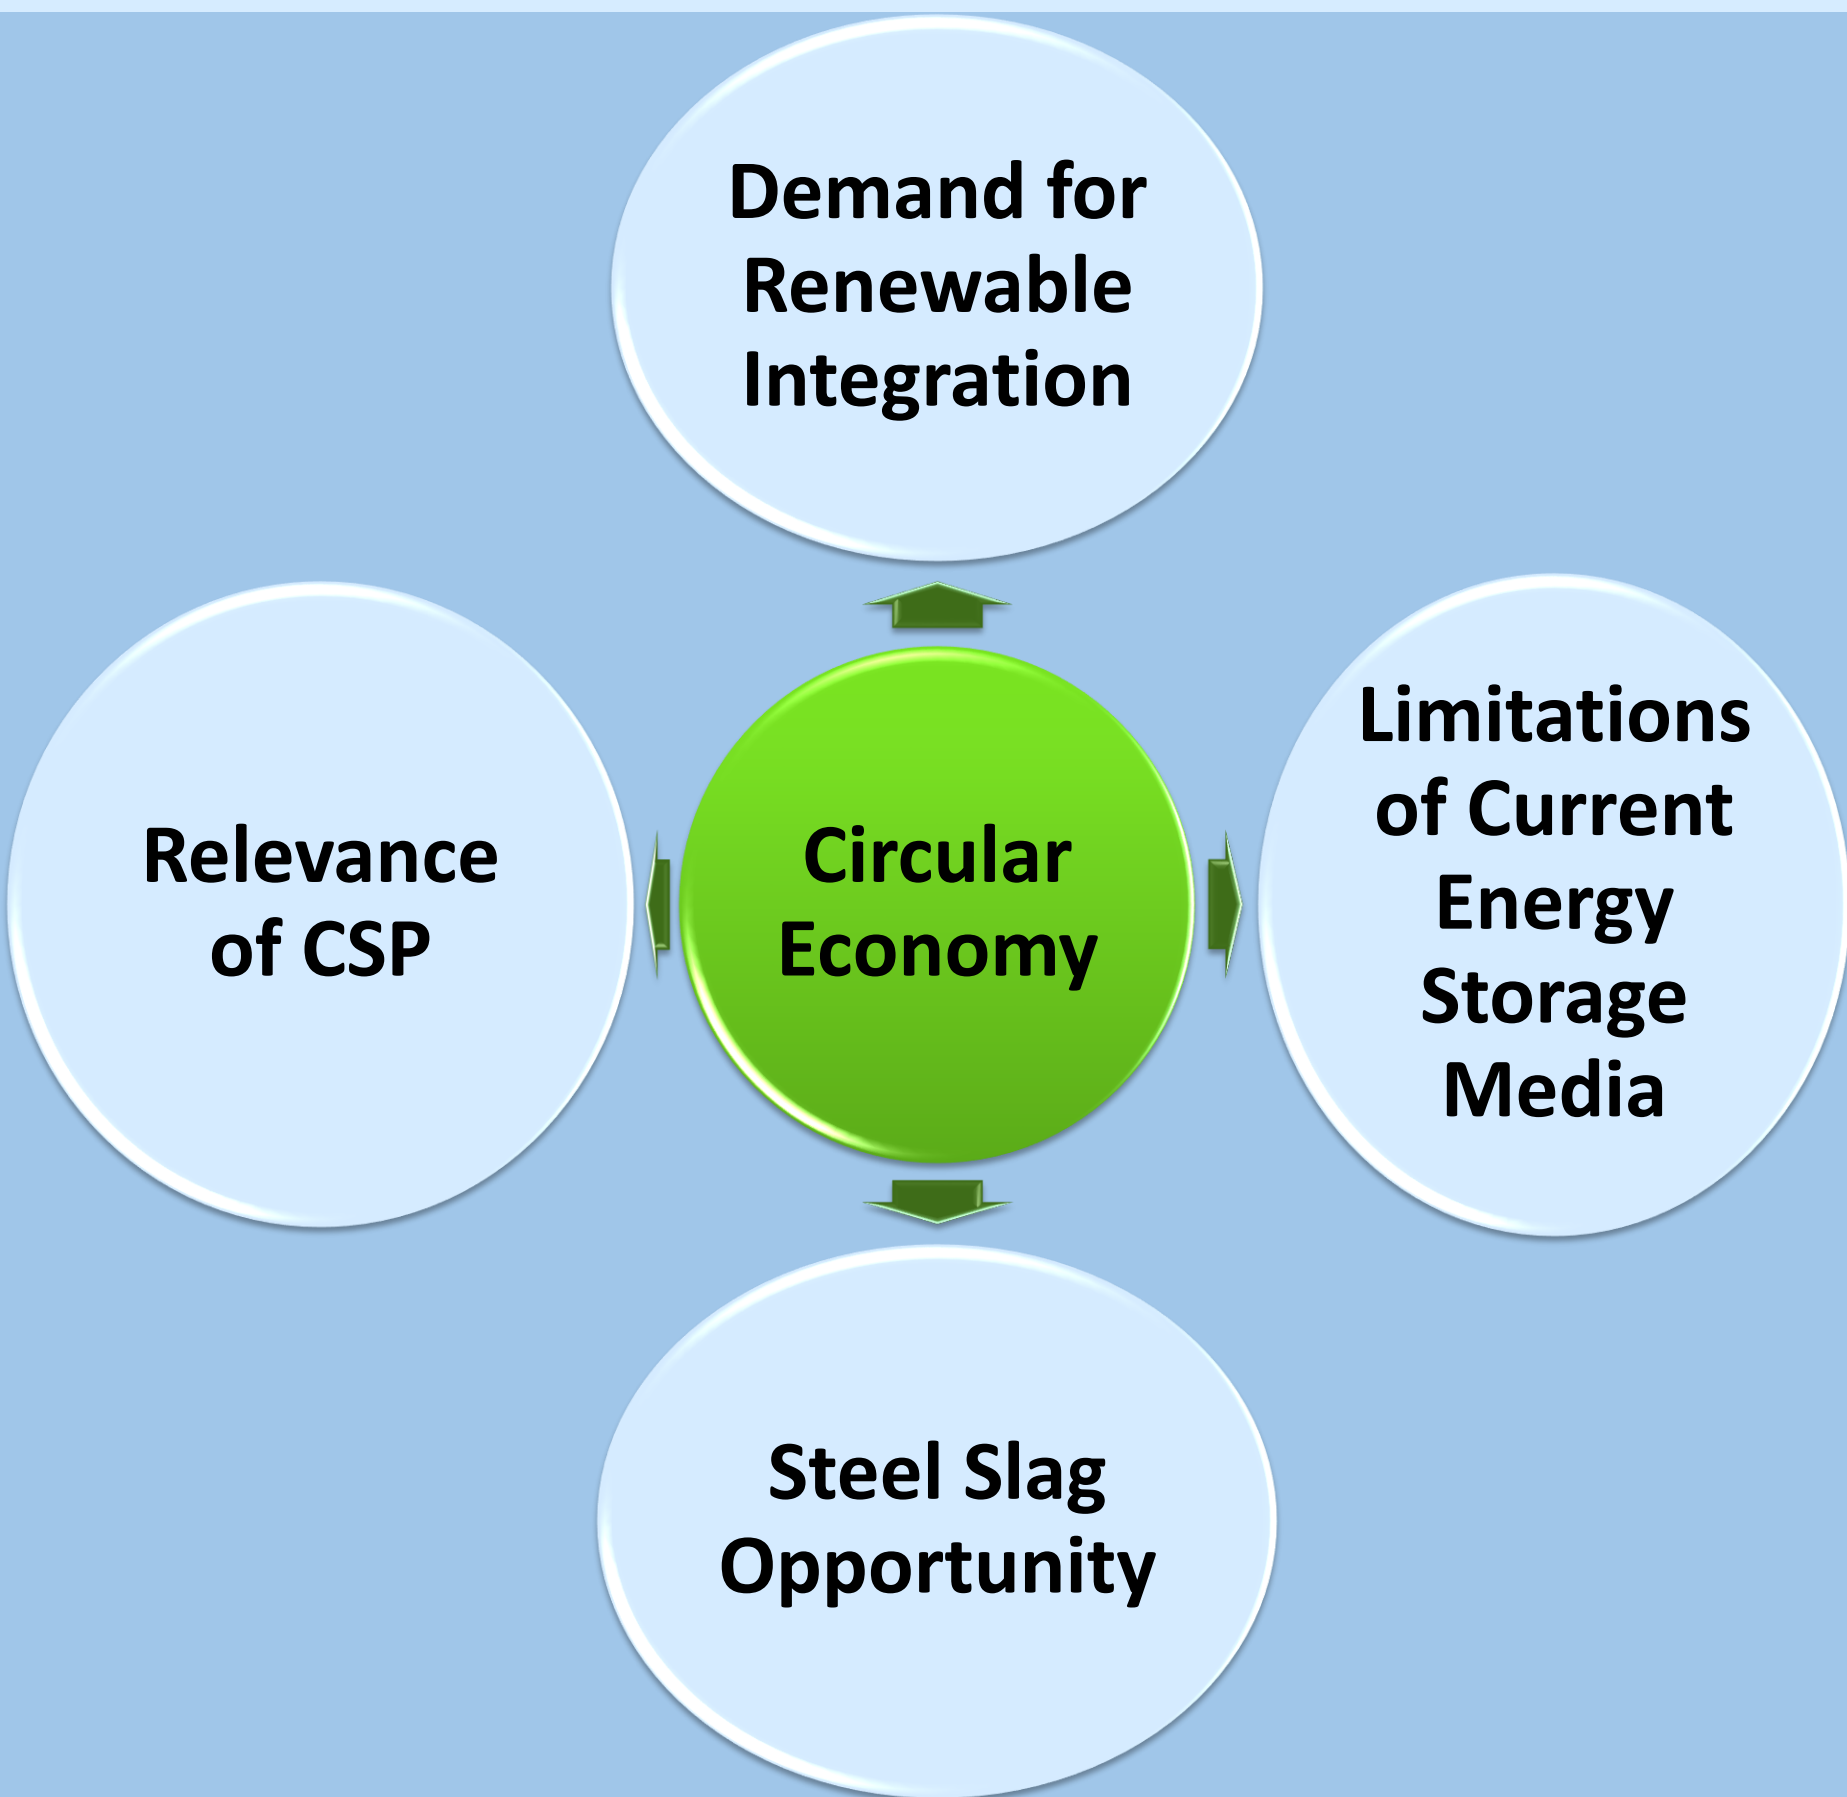 Demand for
Renewable
Integration
Relevance
of CSP
Circular
Economy
Limitations
of Current
Energy
Storage
Media
Steel Slag
Opportunity